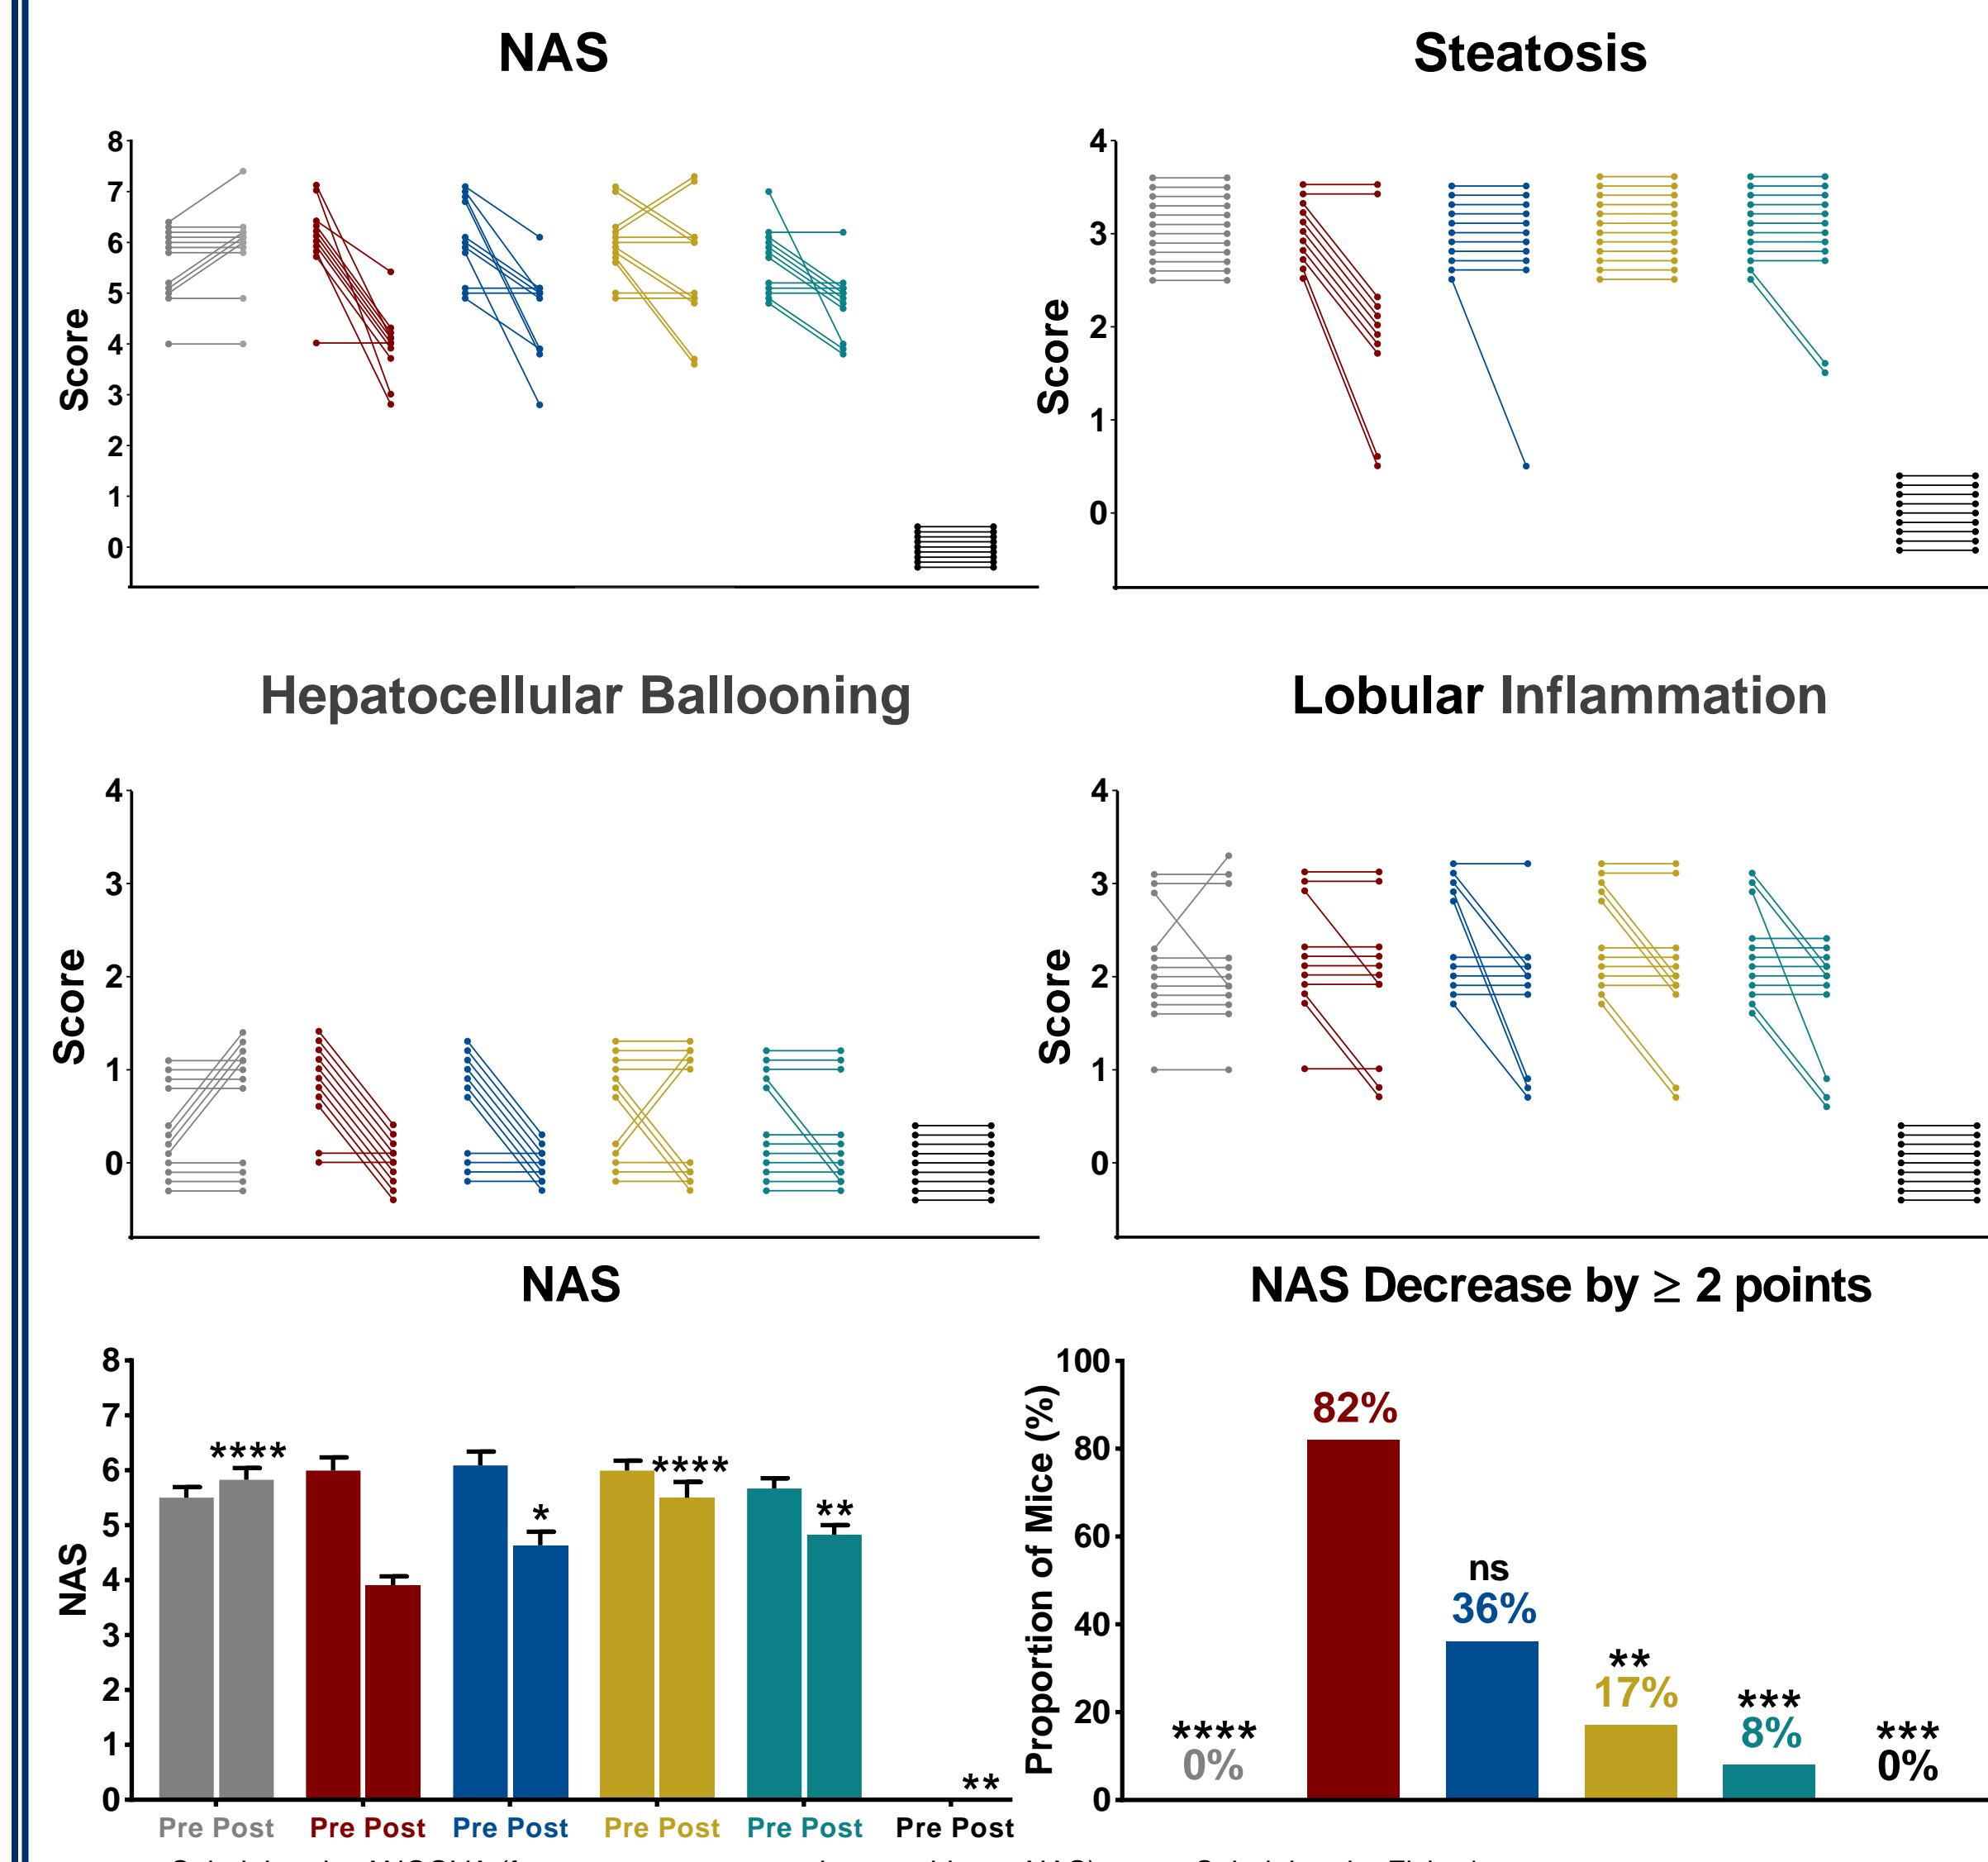 NAS
Steatosis
8
7
6
5
4
3
2
1
0
Score
4
3
2
1
0
Score
Hepatocellular Ballooning
Lobular Inflammation
4
3
2
1
0
Score
4
3
2
1
0
Score
NAS
NAS Decrease by ≥ 2 points
8
7
6
5
4
3
2
1
0
NAS
****
*
****
**
**
Pre Post
Pre Post
Pre Post
Pre Post
Pre Post
Pre Post
100
80
60
40
20
0
Proportion of Mice (%)
****
0%
82%
ns
36%
**
17%
***
8%
***
0%